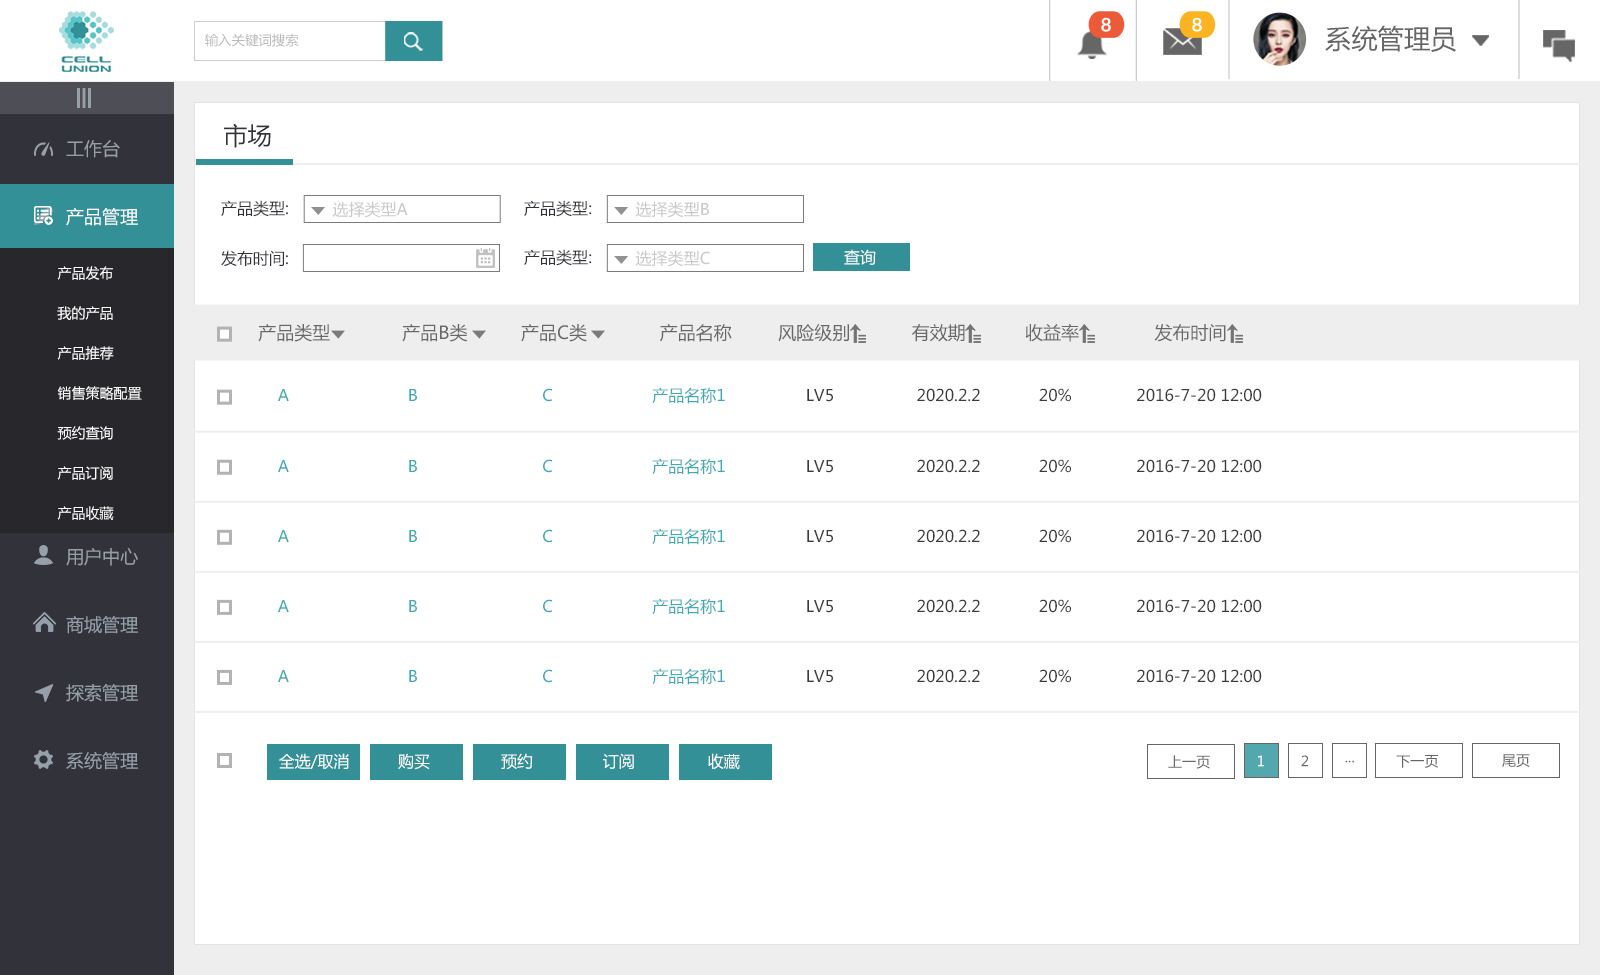 CELL
UNION
输入关键词搜索
8
8
系统管理员
工作台
产品管理
产品发布
我的产品
产品推荐
销售策略配置
预约查询
产品订阅
产品收藏
用户中心
商城管理
探索管理
系统管理
市场
产品类型: 选择类型A 产品类型: 选择类型B
发布时间: 产品类型: 选择类型C 查询
产品类型 产品B类 产品C类 产品名称 风险级别 有效期 收益率 发布时间
A B C 产品名称1 LV5 2020.2.2 20% 2016-7-20 12:00
A B C 产品名称1 LV5 2020.2.2 20% 2016-7-20 12:00
A B C 产品名称1 LV5 2020.2.2 20% 2016-7-20 12:00
A B C 产品名称1 LV5 2020.2.2 20% 2016-7-20 12:00
A B C 产品名称1 LV5 2020.2.2 20% 2016-7-20 12:00
全选/取消 购买 预约 订阅 收藏 上一页 1 2 ... 下一页 尾页